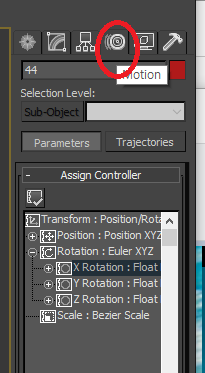 44
Motion
Selection Level:
Sub-Object
Parameters
Trajectories
- Assign Controller
Transform : Position/Rota
Position : Position XYZ
Rotation : Euler XYZ
X Rotation : Float
Y Rotation : Float
Z Rotation : Float
Scale : Bezier Scale